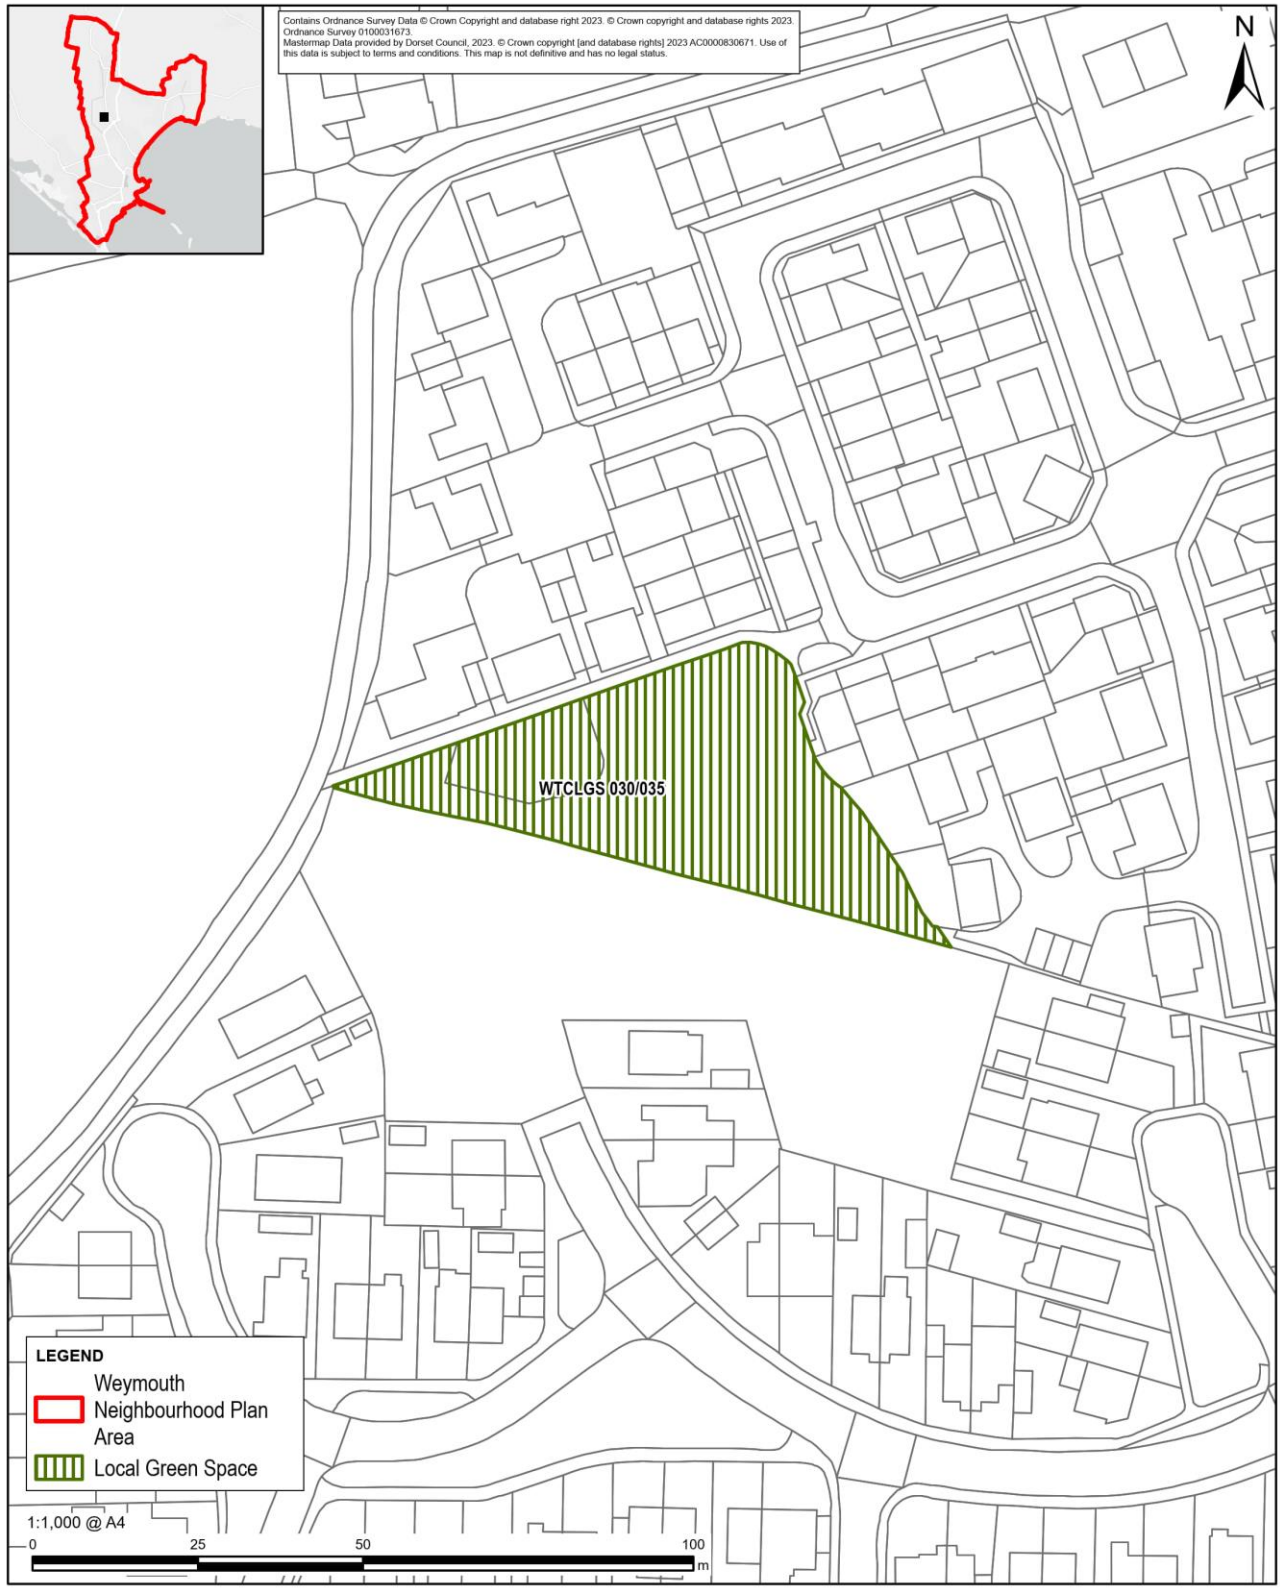 Contains Ordnance Survey Data © Crown Copyright and database right 2023. © Crown copyright and database rights 2023.
Ordnance Survey 0100031673.
Mastermap Data provided by Dorset Council, 2023. © Crown copyright [and database rights] 2023 AC0000830671. Use of
this data is subject to terms and conditions. This map is not definitive and has no legal status.
N
WTCLGS 030/035
LEGEND
Weymouth
Neighbourhood Plan
Area
Local Green Space
1:1,000 @ A4
0 25 50 100
m